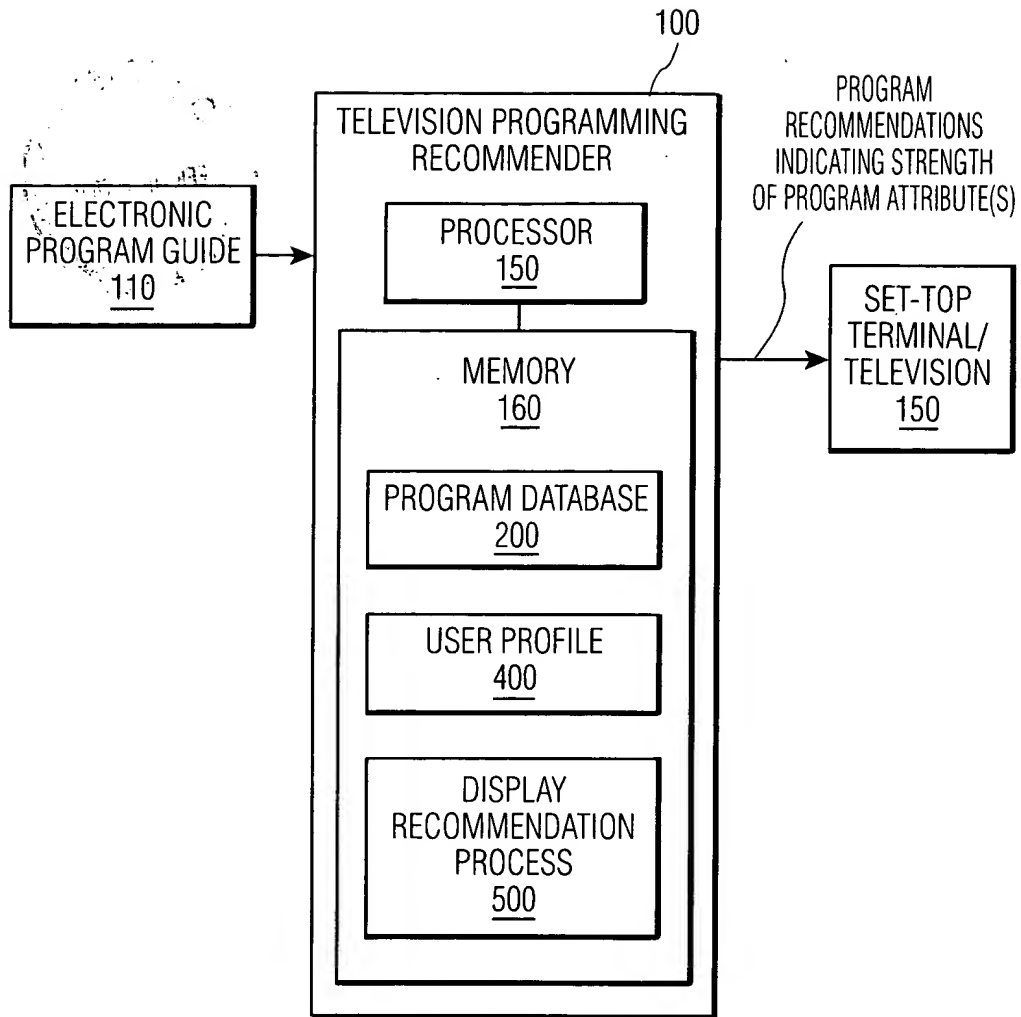 100
TELEVISION PROGRAMMING
RECOMMENDER
ELECTRONIC
PROGRAM GUIDE
110
PROCESSOR
150
MEMORY
160
PROGRAM DATABASE
200
USER PROFILE
400
DISPLAY
RECOMMENDATION
PROCESS
500
PROGRAM
RECOMMENDATIONS
INDICATING STRENGTH
OF PROGRAM ATTRIBUTE(S)
SET-TOP
TERMINAL/
TELEVISION
150